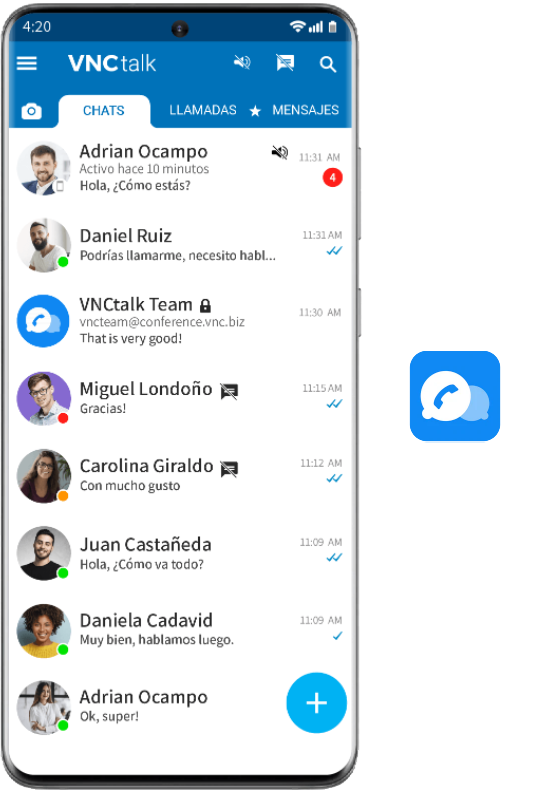 4:20
VNCtalk
CHATS LLAMADAS MENSAJES
Adrian Ocampo 11:31 AM
Activo hace 10 minutos
Hola, ¿Cómo estás? 4
Daniel Ruiz 11:31 AM
Podrías llamarme, necesito habl...
VNCtalk Team 11:30 AM
vncteam@conference.vnc.biz
That is very good!
Miguel Londoño 11:15 AM
Gracias!
Carolina Giraldo 11:12 AM
Con mucho gusto
Juan Castañeda 11:09 AM
Hola, ¿Cómo va todo?
Daniela Cadavid 11:09 AM
Muy bien, hablamos luego.
Adrian Ocampo
Ok, super!